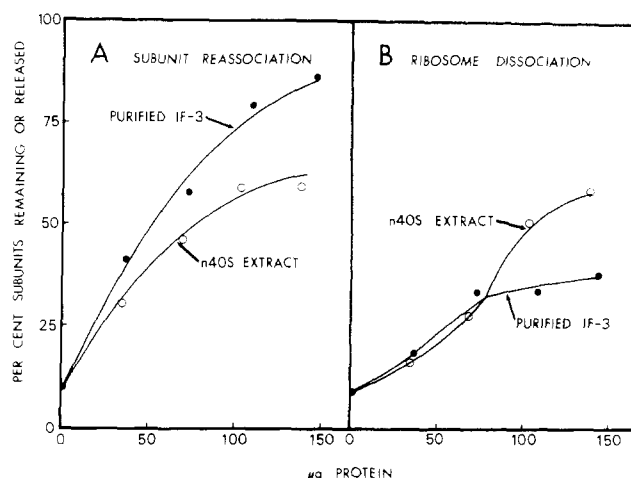 PER CENT SUBUNITS REMAINING OR RELEASED
100
75
50
25
0
A SUBUNIT REASSOCIATION
PURIFIED IF-3
n40S EXTRACT
B RIBOSOME DISSOCIATION
n40S EXTRACT
PURIFIED IF-3
0 50 100 150 0 50 100 150
µg PROTEIN